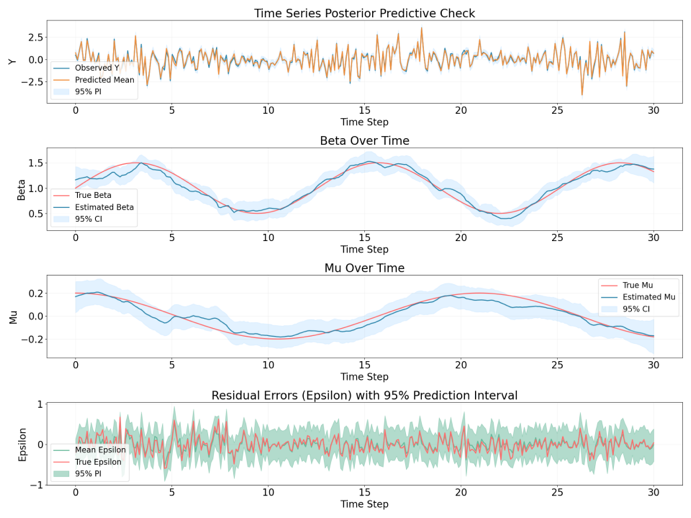 Time Series Posterior Predictive Check
Y
2.5
0.0
−2.5
Observed Y
Predicted Mean
95% PI
0 5 10 15 20 25 30
Time Step
Beta Over Time
Beta
1.5
1.0
0.5
True Beta
Estimated Beta
95% CI
0 5 10 15 20 25 30
Time Step
Mu Over Time
Mu
0.2
0.0
−0.2
True Mu
Estimated Mu
95% CI
0 5 10 15 20 25 30
Time Step
Residual Errors (Epsilon) with 95% Prediction Interval
Epsilon
1
0
−1
Mean Epsilon
True Epsilon
95% PI
0 5 10 15 20 25 30
Time Step